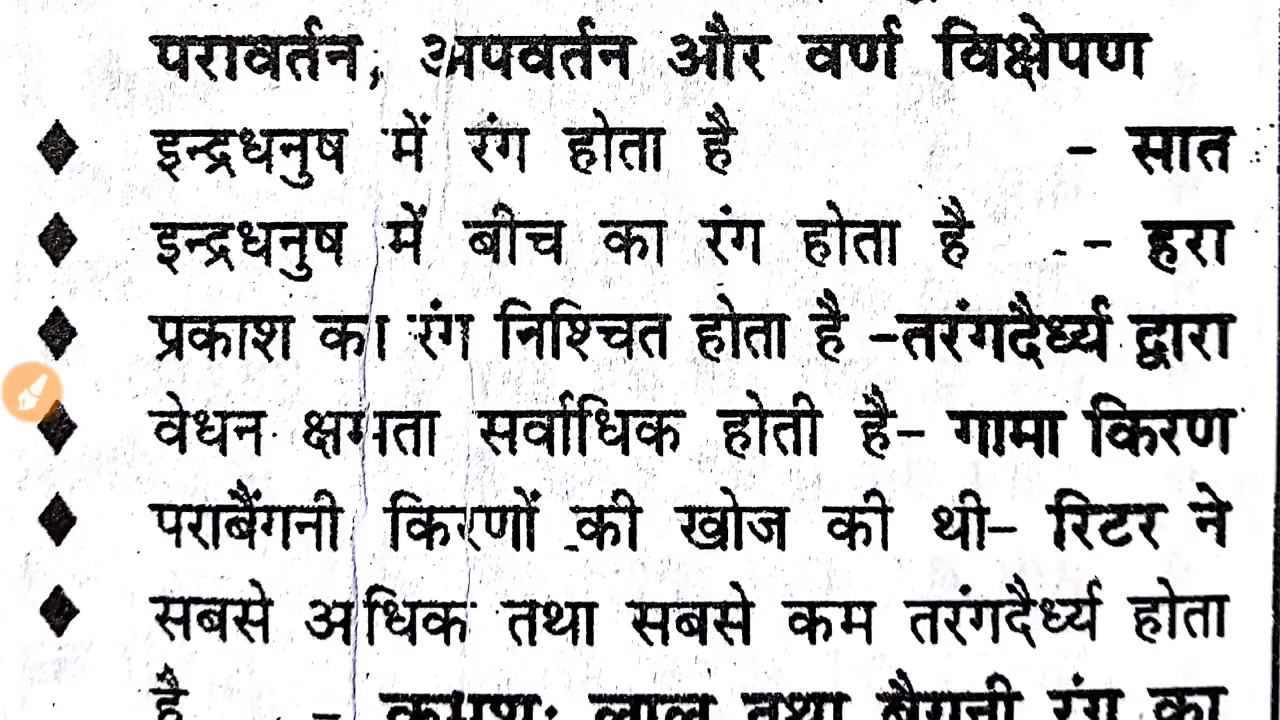 परावर्तन, अपवर्तन और वर्ण विक्षेपण
इन्द्रधनुष में रंग होता है - सात
इन्द्रधनुष में बीच का रंग होता है - हरा
प्रकाश का रंग निश्चित होता है -तरंगदैर्ध्य द्वारा
वेधन क्षमता सर्वाधिक होती है- गामा किरण
पराबैंगनी किरणों की खोज की थी- रिटर ने
सबसे अधिक तथा सबसे कम तरंगदैर्ध्य होता
है - क्रमशः लाल तथा बैगनी रंग का